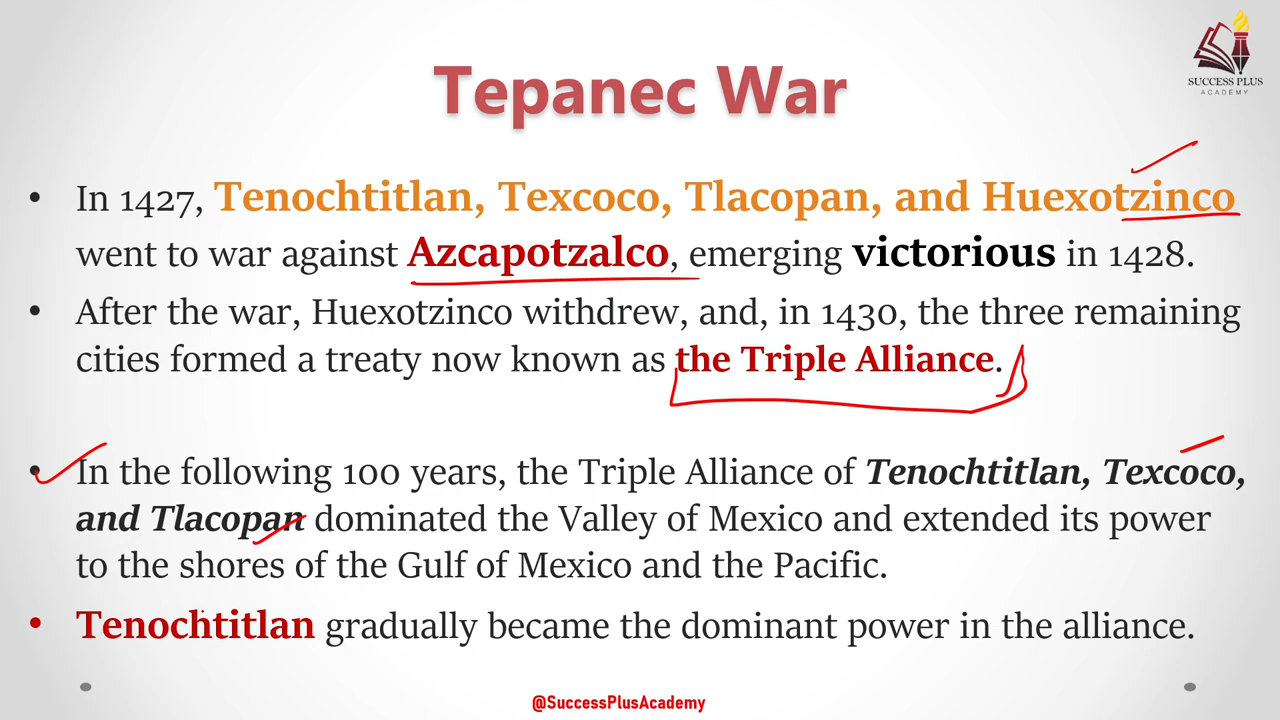 SUCCESS PLUS
ACADEMY
Tepanec War
• In 1427, Tenochtitlan, Texcoco, Tlacopan, and Huexotzinco
went to war against Azcapotzalco, emerging victorious in 1428.
• After the war, Huexotzinco withdrew, and, in 1430, the three remaining
cities formed a treaty now known as the Triple Alliance.
• In the following 100 years, the Triple Alliance of Tenochtitlan, Texcoco,
and Tlacopan dominated the Valley of Mexico and extended its power
to the shores of the Gulf of Mexico and the Pacific.
• Tenochtitlan gradually became the dominant power in the alliance.
@SuccessPlusAcademy